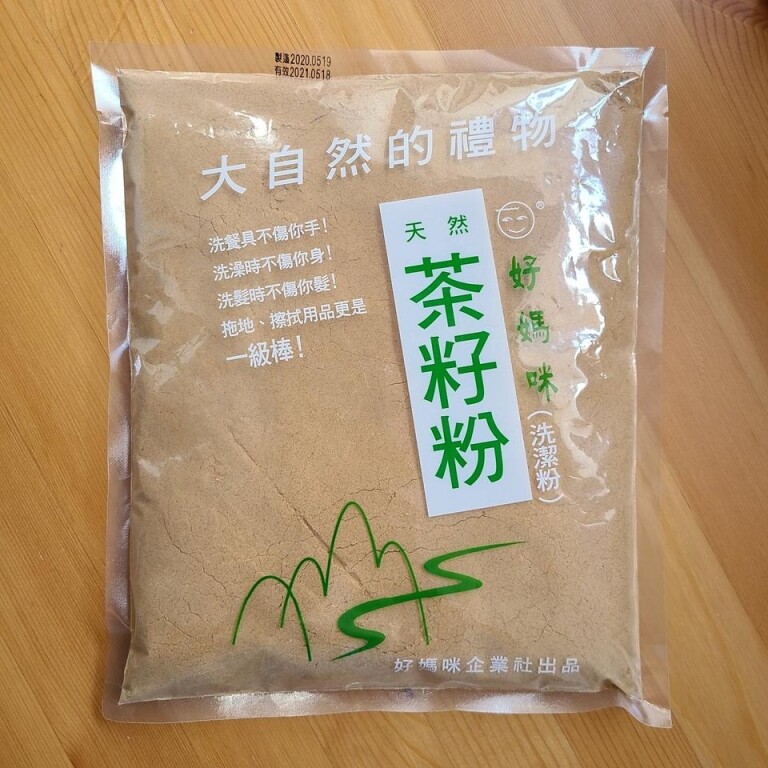 製造2020.0519
有效2021.0518
大自然的禮物
洗餐具不傷你手!
洗澡時不傷你身!
洗髮時不傷你髮!
拖地、擦拭用品更是
一級棒!
天然
茶籽粉
®
好媽咪
(洗潔粉)
好媽咪企業社出品